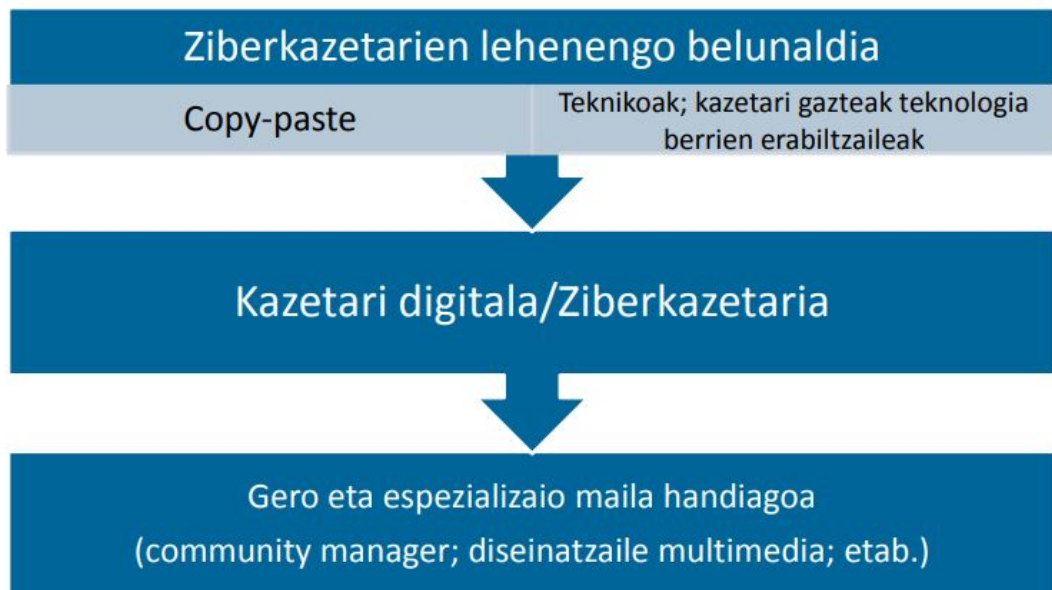 Ziberkazetarien lehenengo belunaldia
Copy-paste
Teknikoak; kazetari gazteak teknologia
berrien erabiltzaileak
Kazetari digitala/Ziberkazetaria
Gero eta espezializaio maila handiagoa
(community manager; diseinatzaile multimedia; etab.)